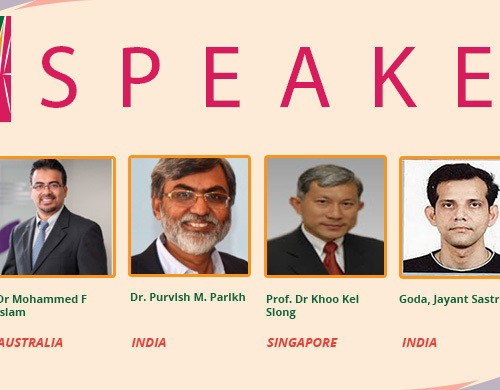 SPEAKE
Dr Mohammed F
Islam
Dr. Purvish M. Parikh
Prof. Dr Khoo Kei
Siong
Goda, Jayant Sastr
AUSTRALIA
INDIA
SINGAPORE
INDIA